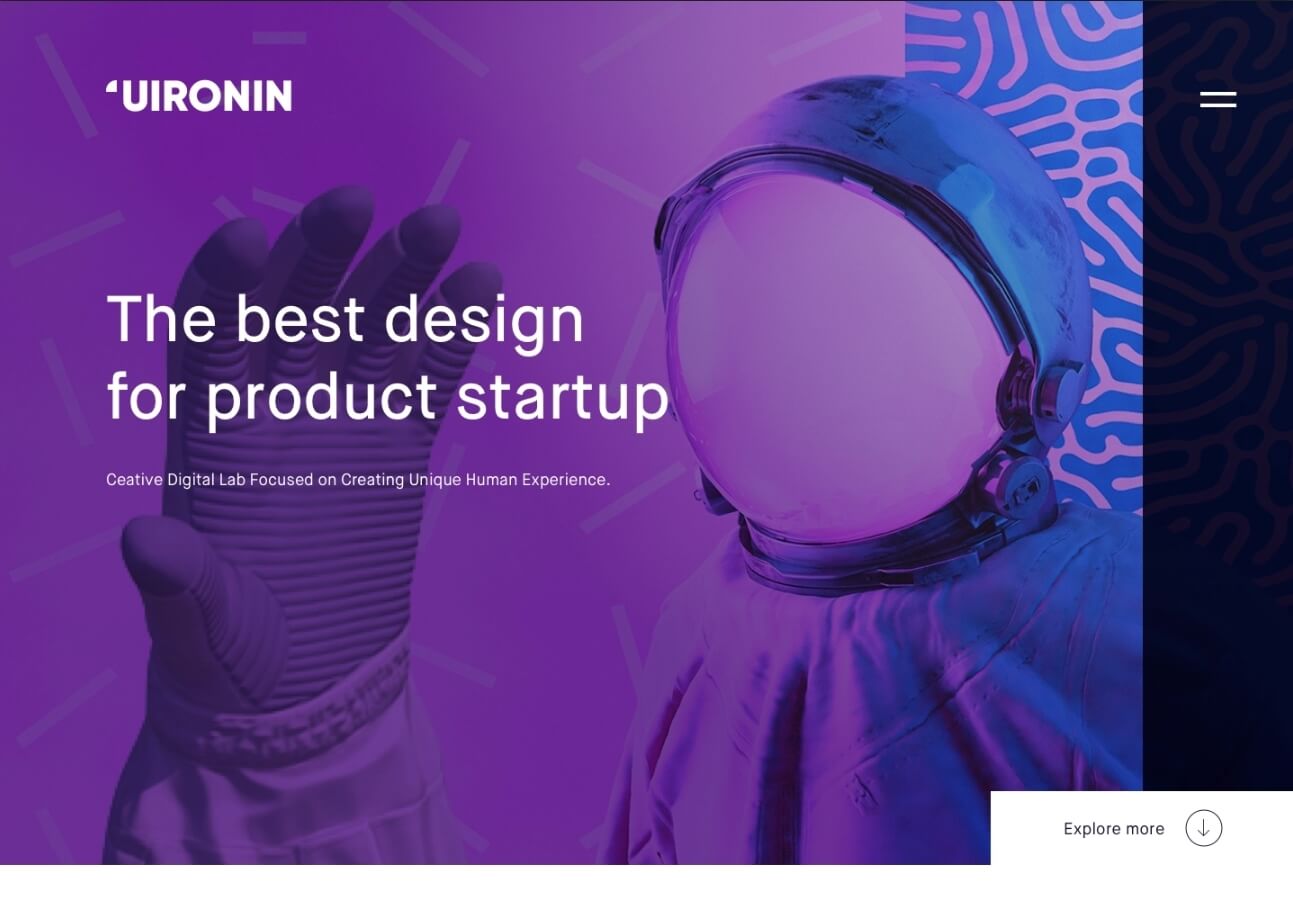 UIRONIN
The best design
for product startup
Ceative Digital Lab Focused on Creating Unique Human Experience.
Explore more